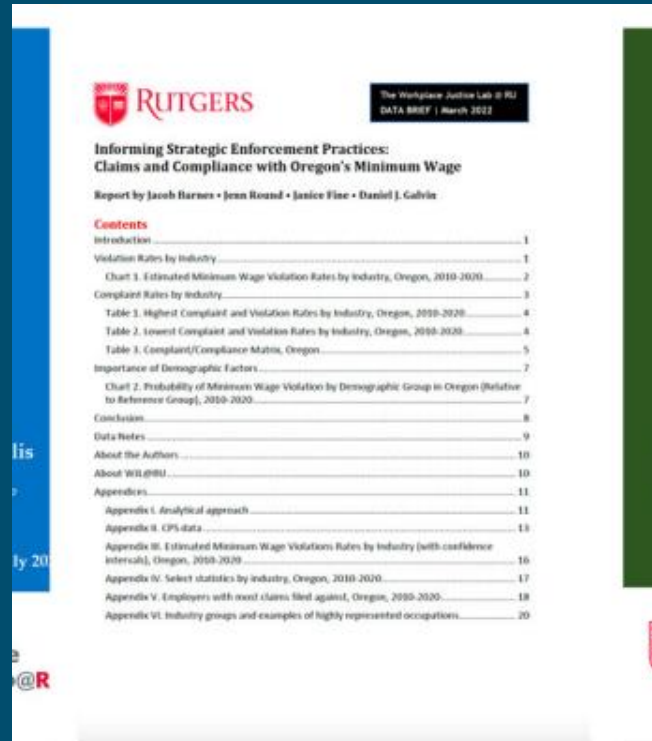 RUTGERS
The Workplace Justice Lab @ RU
DATA BRIEF | March 2022
Informing Strategic Enforcement Practices:
Claims and Compliance with Oregon's Minimum Wage
Report by Jacob Barnes • Jenn Round • Janice Fine • Daniel J. Galvin
Contents
Introduction 1
Violation Rates by Industry 1
Chart 1. Estimated Minimum Wage Violation Rates by Industry, Oregon, 2010-2020 2
Complaint Rates by Industry 3
Table 1. Highest Complaint and Violation Rates by Industry, Oregon, 2010-2020 4
Table 2. Lowest Complaint and Violation Rates by Industry, Oregon, 2010-2020 4
Table 3. Complaint/Compliance Matrix, Oregon 5
Importance of Demographic Factors 7
Chart 2. Probability of Minimum Wage Violation by Demographic Group in Oregon (Relative
to Reference Group), 2010-2020 7
Conclusion 8
Data Notes 9
About the Authors 10
About WJL@RU 10
Appendices 11
Appendix I. Analytical approach 11
Appendix II. CPS data 13
Appendix III. Estimated Minimum Wage Violations Rates by Industry (with confidence
intervals), Oregon, 2010-2020 16
Appendix IV. Select statistics by industry, Oregon, 2010-2020 17
Appendix V. Employers with most claims filed against, Oregon, 2010-2020 18
Appendix VI. Industry groups and examples of highly represented occupations 20
lis
ly 20
e
@R